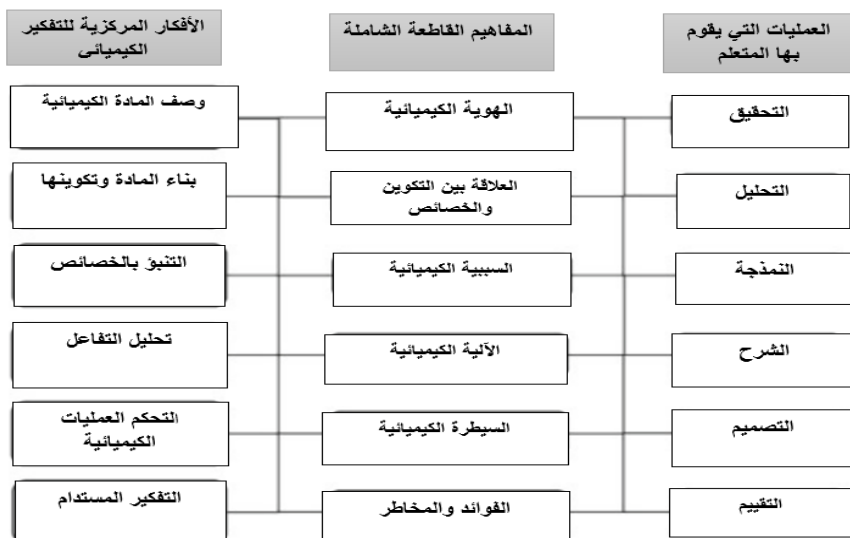 العمليات التي يقوم
بها المتعلم
المفاهيم القاطعة الشاملة
الأفكار المركزية للتفكير
الكيميائى
التحقيق
الهوية الكيميائية
وصف المادة الكيميائية
التحليل
العلاقة بين التكوين
والخصائص
بناء المادة وتكوينها
النمذجة
السببية الكيميائية
التنبؤ بالخصائص
الشرح
الآلية الكيميائية
تحليل التفاعل
التصميم
السيطرة الكيميائية
التحكم العمليات
الكيميائية
التقييم
الفوائد والمخاطر
التفكير المستدام